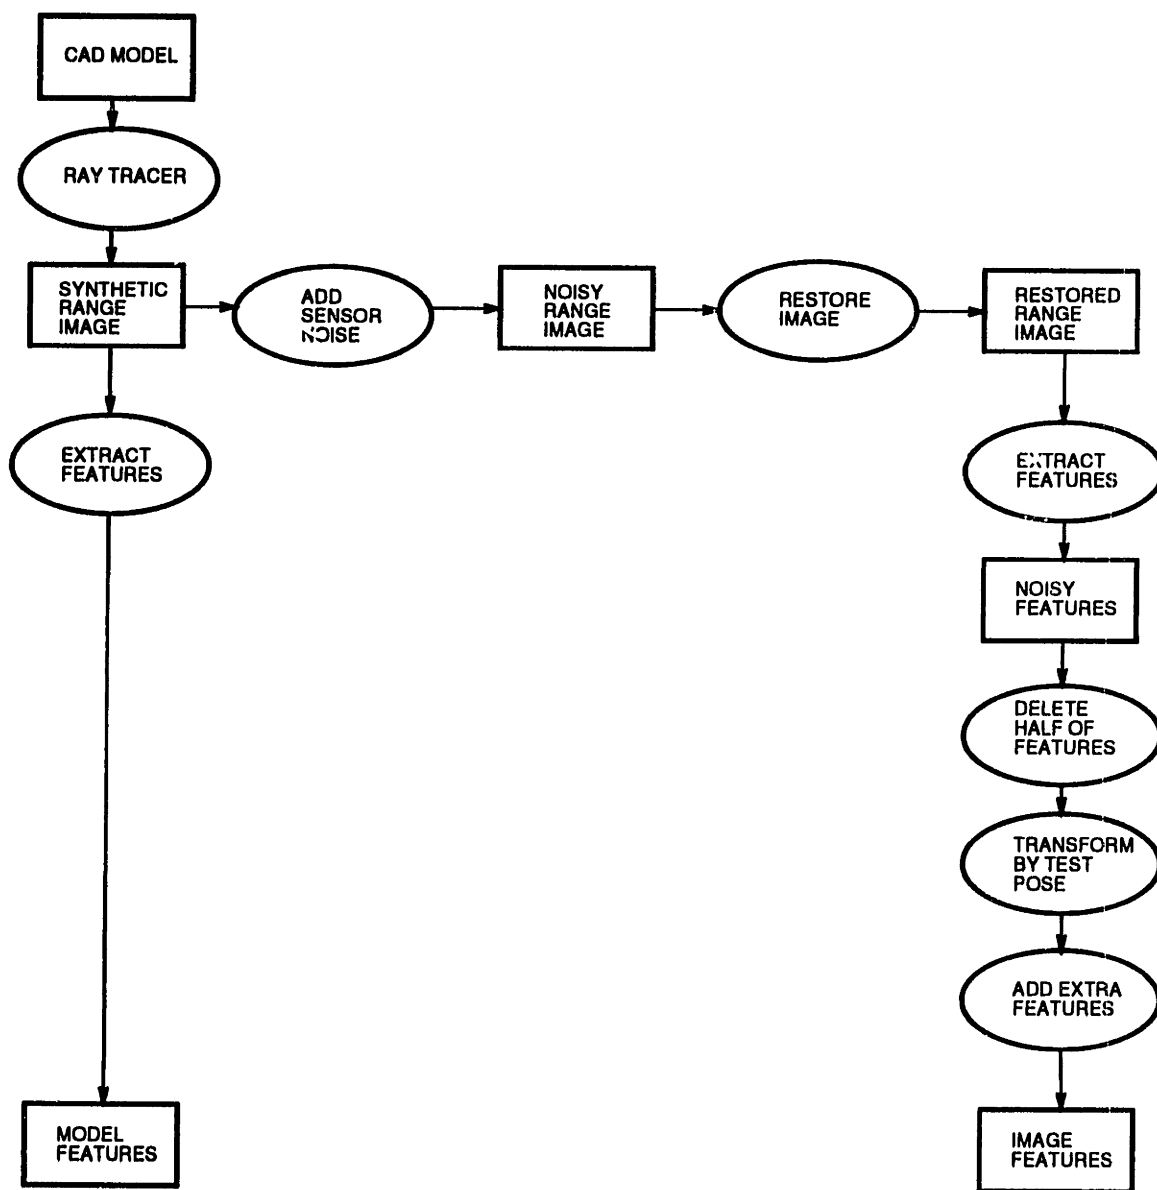 CAD MODEL
RAY TRACER
SYNTHETIC
RANGE
IMAGE
ADD
SENSOR
NOISE
NOISY
RANGE
IMAGE
RESTORE
IMAGE
RESTORED
RANGE
IMAGE
EXTRACT
FEATURES
EXTRACT
FEATURES
NOISY
FEATURES
DELETE
HALF OF
FEATURES
TRANSFORM
BY TEST
POSE
ADD EXTRA
FEATURES
MODEL
FEATURES
IMAGE
FEATURES